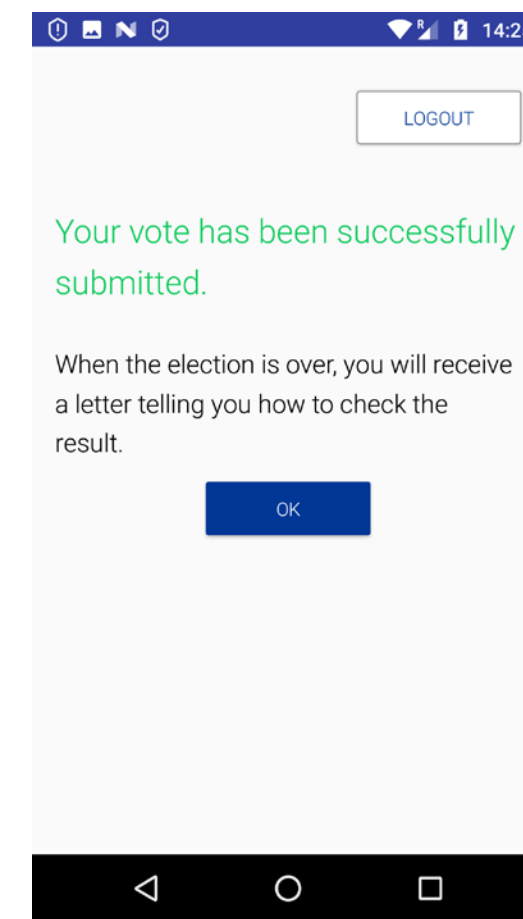 14:2
LOGOUT
Your vote has been successfully
submitted.
When the election is over, you will receive
a letter telling you how to check the
result.
OK